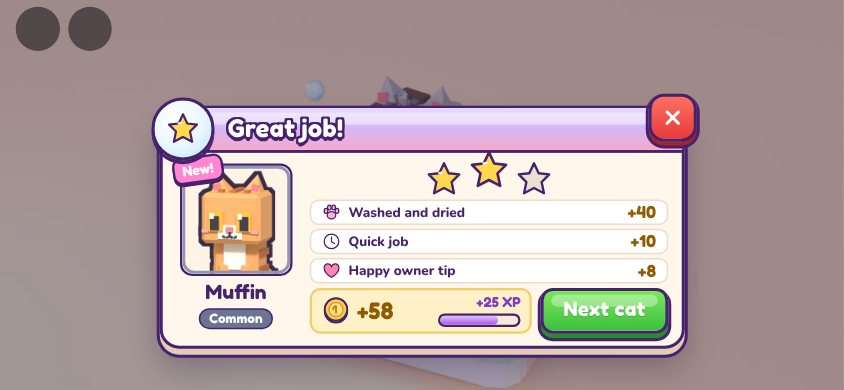 Great job!
New!
Muffin
Common
Washed and dried +40
Quick job +10
Happy owner tip +8
1 +58
+25 XP
Next cat